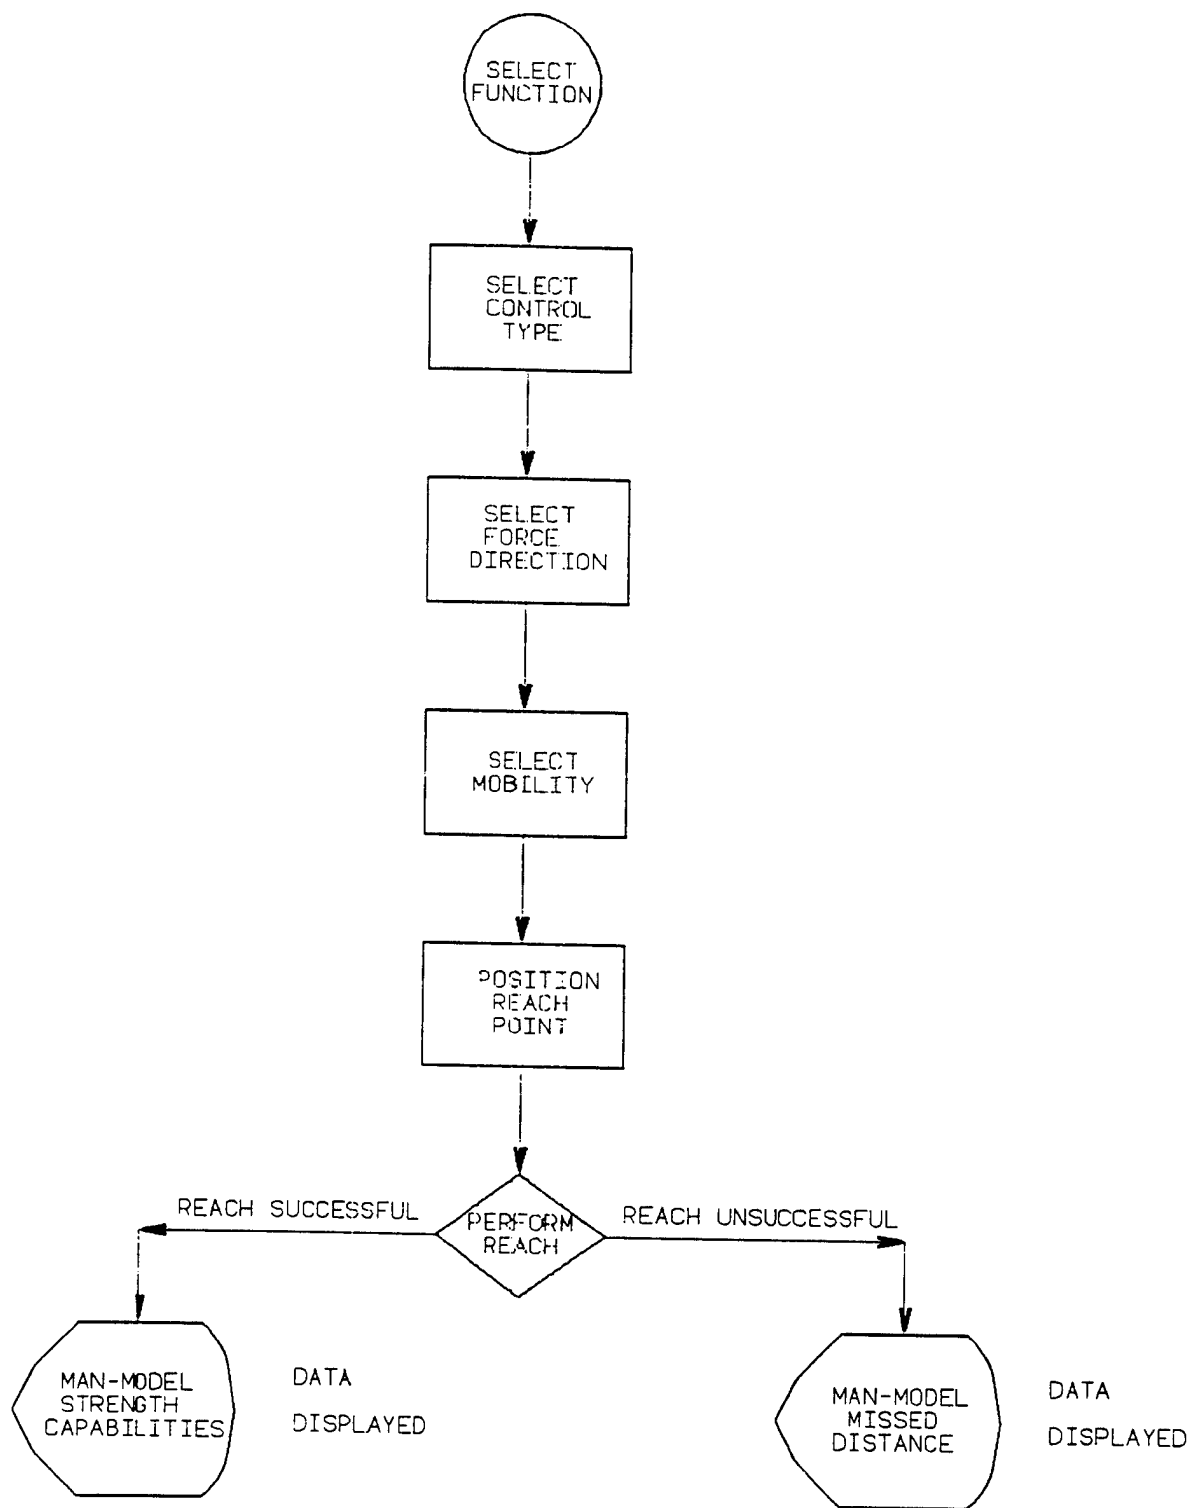 SELECT
FUNCTION
SELECT
CONTROL
TYPE
SELECT
FORCE
DIRECTION
SELECT
MOBILITY
POSITION
REACH
POINT
REACH SUCCESSFUL
PERFORM
REACH
REACH UNSUCCESSFUL
MAN-MODEL
STRENGTH
CAPABILITIES
DATA
DISPLAYED
MAN-MODEL
MISSED
DISTANCE
DATA
DISPLAYED